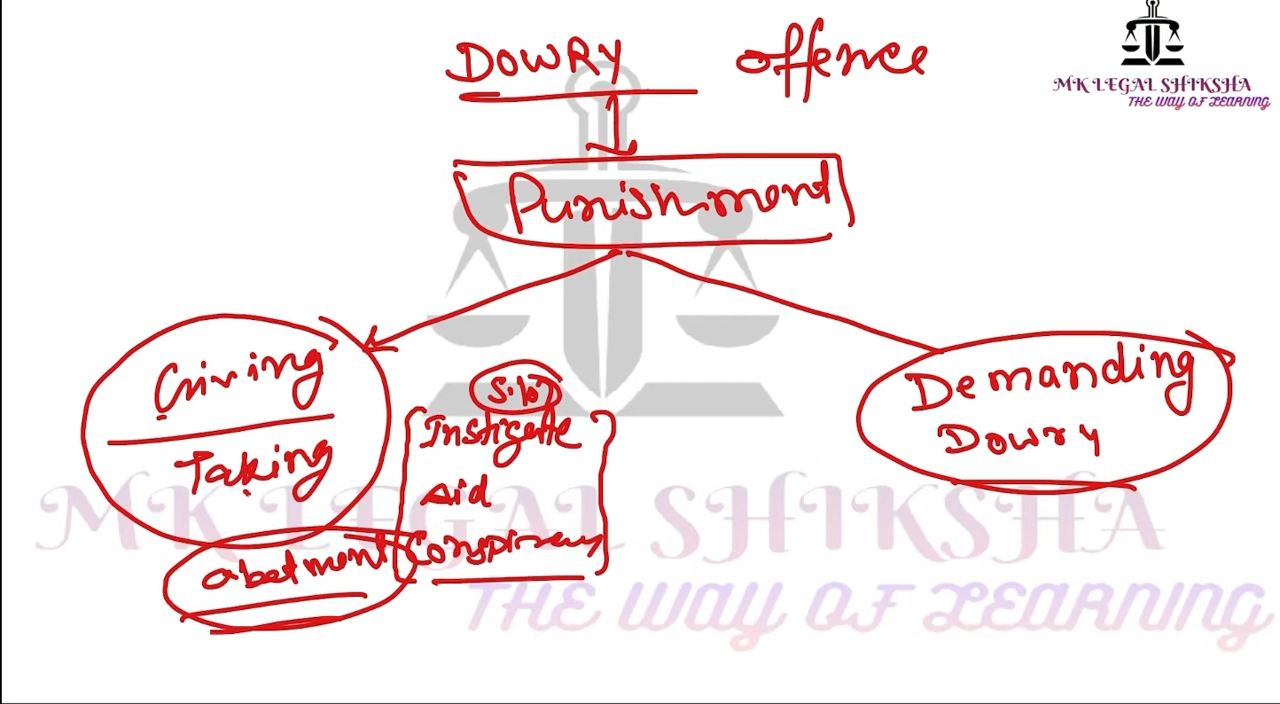 DOWRY offence
MK LEGAL SHIKSHA
THE WAY OF LEARNING
Punishment
Giving
Taking
abetment
Instigate
Aid
Conspiracy
Demanding
Dowry
MK LEGAL SHIKSHA
THE WAY OF LEARNING